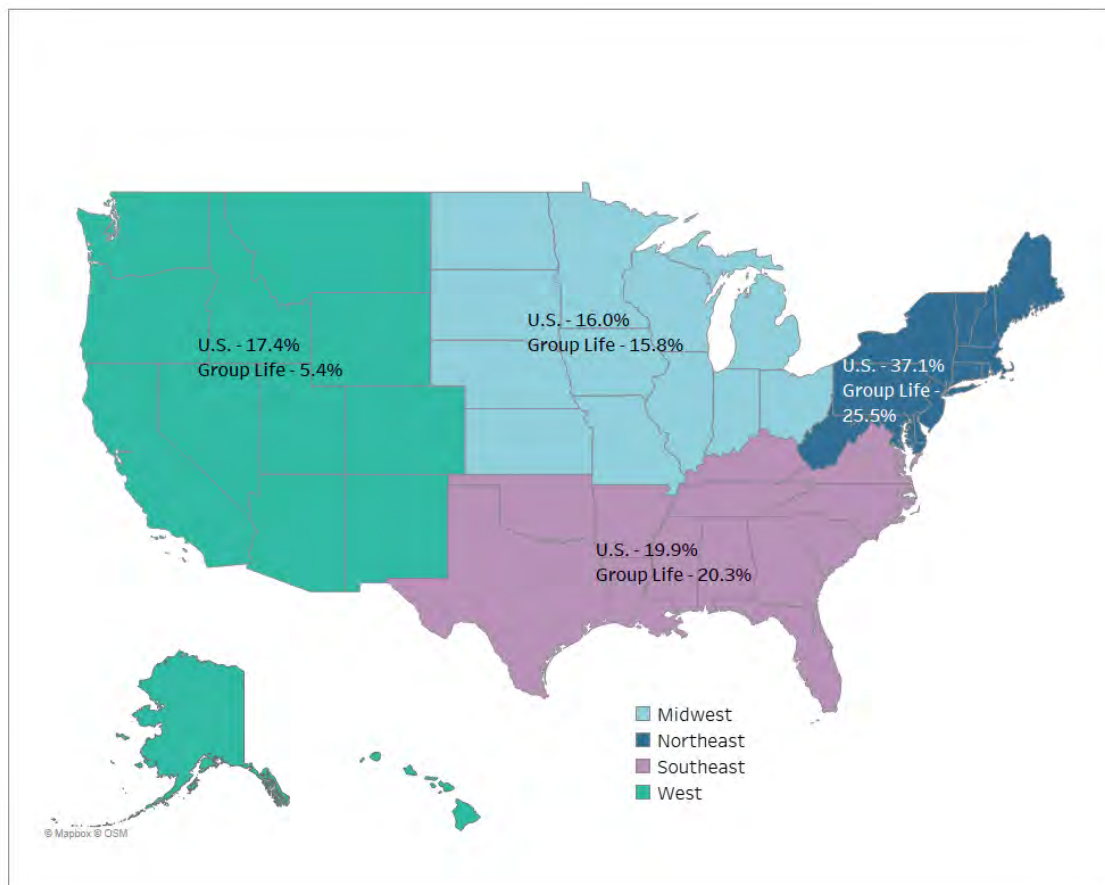 U.S. - 16.0%
Group Life - 15.8%
U.S. - 17.4%
Group Life - 5.4%
U.S. - 37.1%
Group Life -
25.5%
U.S. - 19.9%
Group Life - 20.3%
Midwest
Northeast
Southeast
West
© Mapbox © OSM